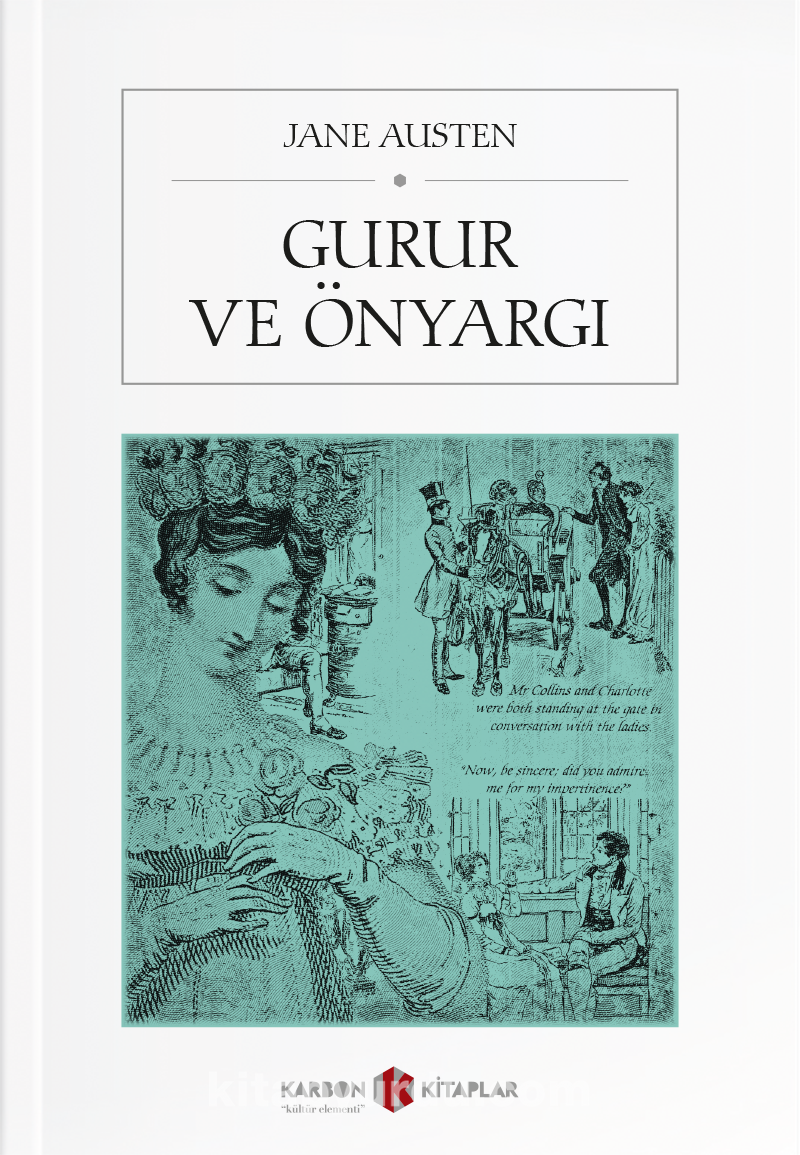 JANE AUSTEN
GURUR
VE ÖNYARGI
Mr Collins and Charlotte
were both standing at the gate in
conversation with the ladies.
"Now, be sincere; did you admire
me for my impertinence?"
KARBON KİTAPLAR
"kültür elementi"